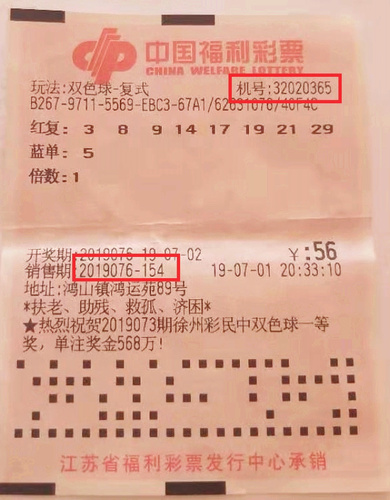 中国福利彩票
CHINA WELFARE LOTTERY
玩法:双色球-复式 机号:32020365
B267-9711-5569-EBC3-67A1/62031676/46F4C
红复: 3 8 9 14 17 19 21 29
蓝单: 5
倍数:1
开奖期:2019076 19-07-02 ￥:56
销售期:2019076-154 19-07-01 20:33:10
地址:鸿山镇鸿运苑89号
*扶老、助残、救孤、济困*
★热烈祝贺2019073期徐州彩民中双色球一等
奖，单注奖金568万!
江苏省福利彩票发行中心承销